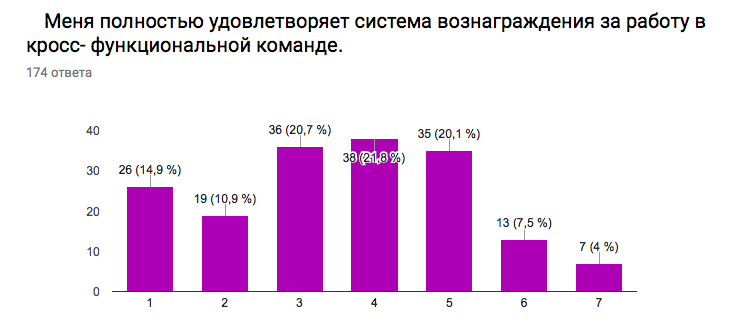 Меня полностью удовлетворяет система вознаграждения за работу в
кросс- функциональной команде.
174 ответа
40
30
20
10
0
26 (14,9 %)
19 (10,9 %)
36 (20,7 %)
38 (21,8 %)
35 (20,1 %)
13 (7,5 %)
7 (4 %)
1 2 3 4 5 6 7